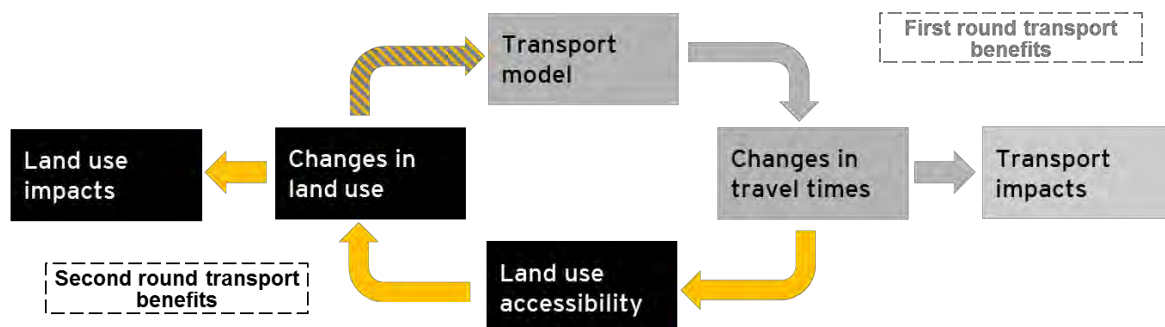 Transport
model
First round transport
benefits
Land use
impacts
Changes in
land use
Changes in
travel times
Transport
impacts
Second round transport
benefits
Land use
accessibility